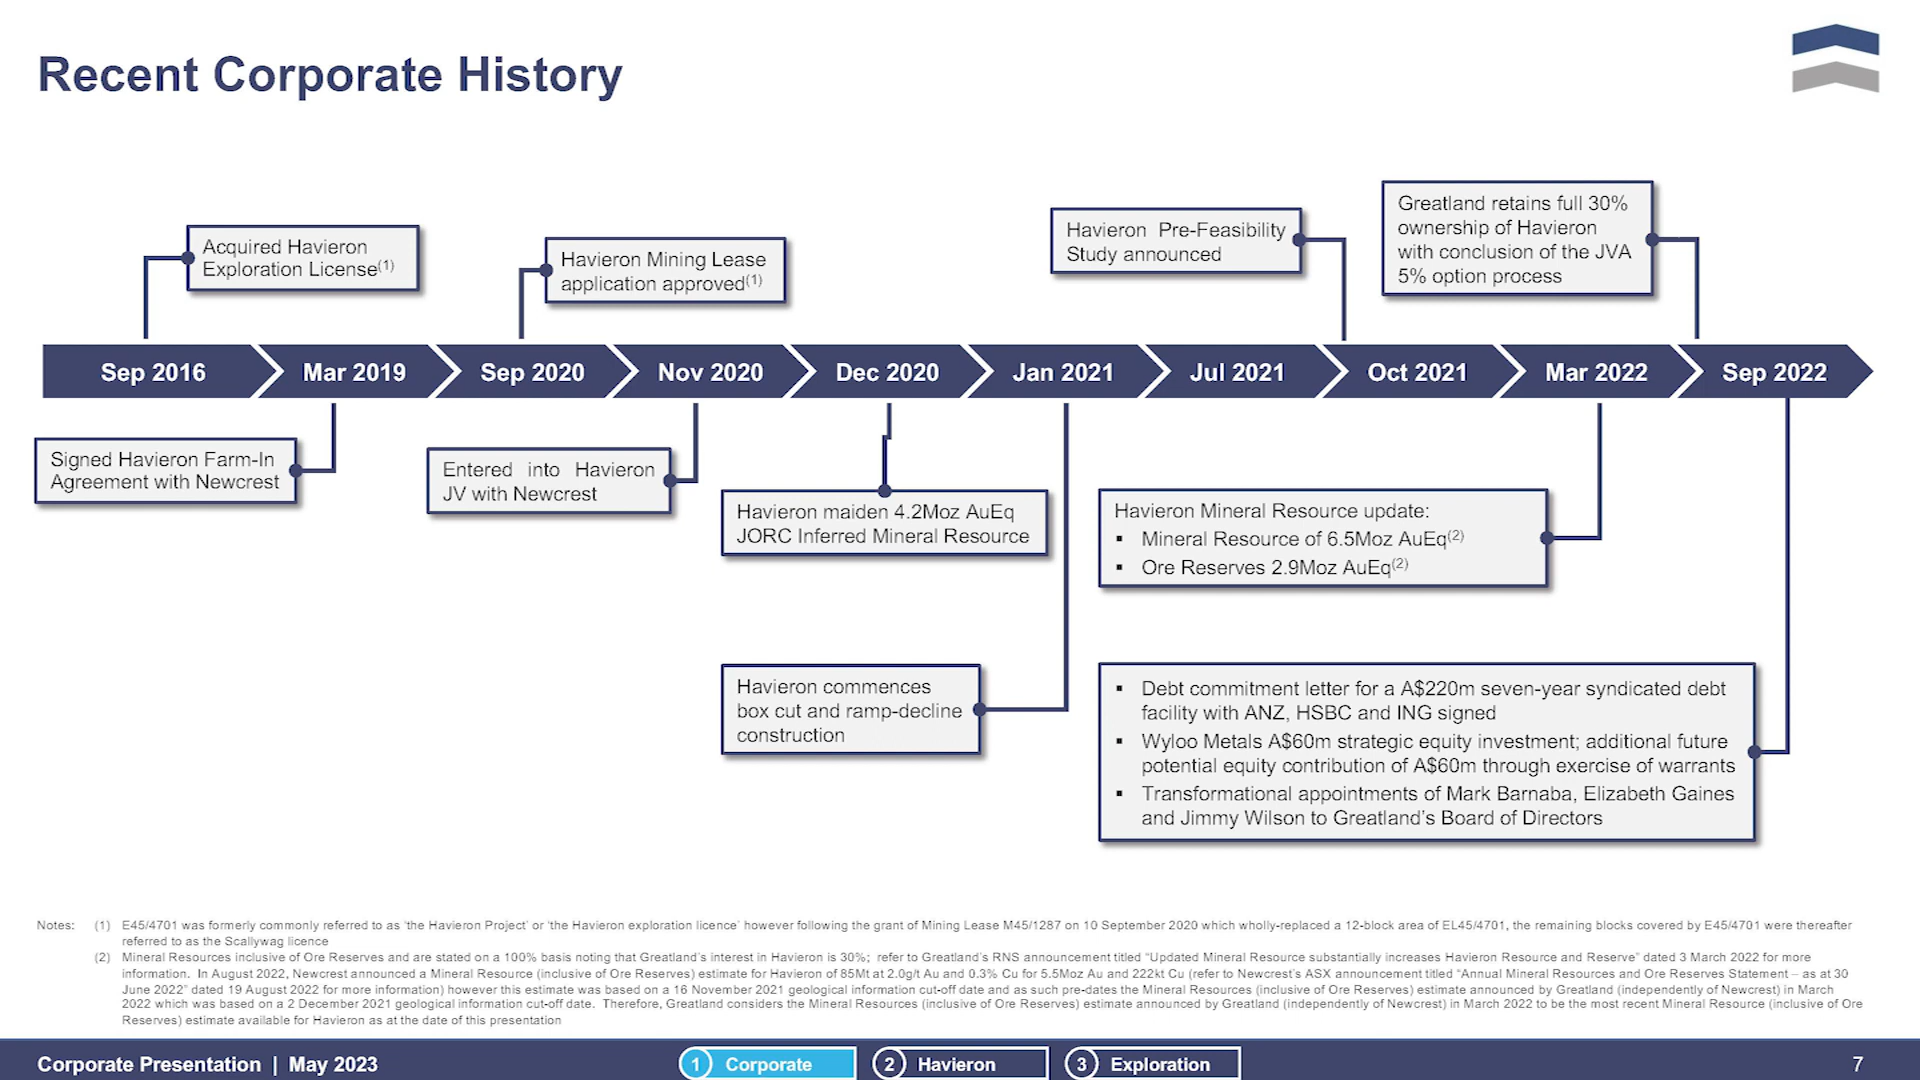 Recent Corporate History
Acquired Havieron
Exploration License(1)
Havieron Mining Lease
application approved(1)
Havieron Pre-Feasibility
Study announced
Greatland retains full 30%
ownership of Havieron
with conclusion of the JVA
5% option process
Sep 2016
Mar 2019
Sep 2020
Nov 2020
Dec 2020
Jan 2021
Jul 2021
Oct 2021
Mar 2022
Sep 2022
Signed Havieron Farm-In
Agreement with Newcrest
Entered into Havieron
JV with Newcrest
Havieron maiden 4.2Moz AuEq
JORC Inferred Mineral Resource
Havieron Mineral Resource update:
▪ Mineral Resource of 6.5Moz AuEq(2)
▪ Ore Reserves 2.9Moz AuEq(2)
Havieron commences
box cut and ramp-decline
construction
▪ Debt commitment letter for a A$220m seven-year syndicated debt
facility with ANZ, HSBC and ING signed
▪ Wyloo Metals A$60m strategic equity investment; additional future
potential equity contribution of A$60m through exercise of warrants
▪ Transformational appointments of Mark Barnaba, Elizabeth Gaines
and Jimmy Wilson to Greatland's Board of Directors
Notes: (1) E45/4701 was formerly commonly referred to as 'the Havieron Project' or 'the Havieron exploration licence' however following the grant of Mining Lease M45/1287 on 10 September 2020 which wholly-replaced a 12-block area of EL45/4701, the remaining blocks covered by E45/4701 were thereafter
referred to as the Scallywag licence
(2) Mineral Resources inclusive of Ore Reserves and are stated on a 100% basis noting that Greatland's interest in Havieron is 30%; refer to Greatland's RNS announcement titled "Updated Mineral Resource substantially increases Havieron Resource and Reserve" dated 3 March 2022 for more
information. In August 2022, Newcrest announced a Mineral Resource (inclusive of Ore Reserves) estimate for Havieron of 85Mt at 2.0g/t Au and 0.3% Cu for 5.5Moz Au and 222kt Cu (refer to Newcrest's ASX announcement titled "Annual Mineral Resources and Ore Reserves Statement – as at 30
June 2022" dated 19 August 2022 for more information) however this estimate was based on a 16 November 2021 geological information cut-off date and as such pre-dates the Mineral Resources (inclusive of Ore Reserves) estimate announced by Greatland (independently of Newcrest) in March
2022 which was based on a 2 December 2021 geological information cut-off date. Therefore, Greatland considers the Mineral Resources (inclusive of Ore Reserves) estimate announced by Greatland (independently of Newcrest) in March 2022 to be the most recent Mineral Resource (inclusive of Ore
Reserves) estimate available for Havieron as at the date of this presentation
Corporate Presentation | May 2023
1 Corporate
2 Havieron
3 Exploration
7